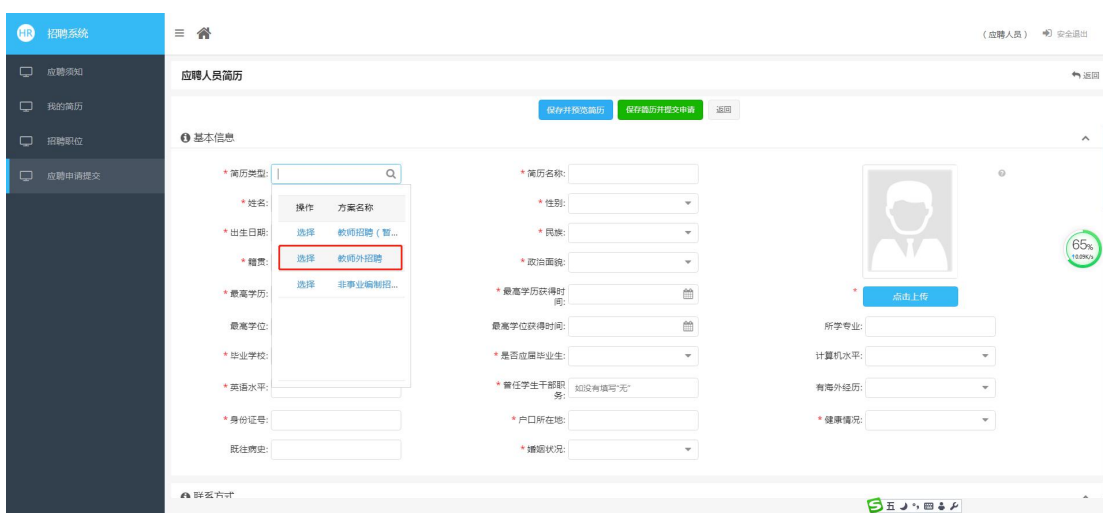 HR 招聘系统
(应聘人员) 安全退出
应聘须知
我的简历
招聘职位
应聘申请提交
应聘人员简历
返回
保存并预览简历 保存简历并提交申请 返回
基本信息
* 简历类型: * 简历名称:
* 姓名: 操作 方案名称 * 性别:
* 出生日期: 选择 教师招聘(智... * 民族:
* 籍贯: 选择 教师外招聘 * 政治面貌:
* 最高学历: 选择 非事业编制招... * 最高学历获得时间: * 点击上传
最高学位: 最高学位获得时间: 所学专业:
* 毕业学校: * 是否应届毕业生: 计算机水平:
* 英语水平: * 曾任学生干部职务: 如没有填写"无" 有海外经历:
* 身份证号: * 户口所在地: * 健康情况:
既往病史: * 婚姻状况:
65%
联系方式
S 五